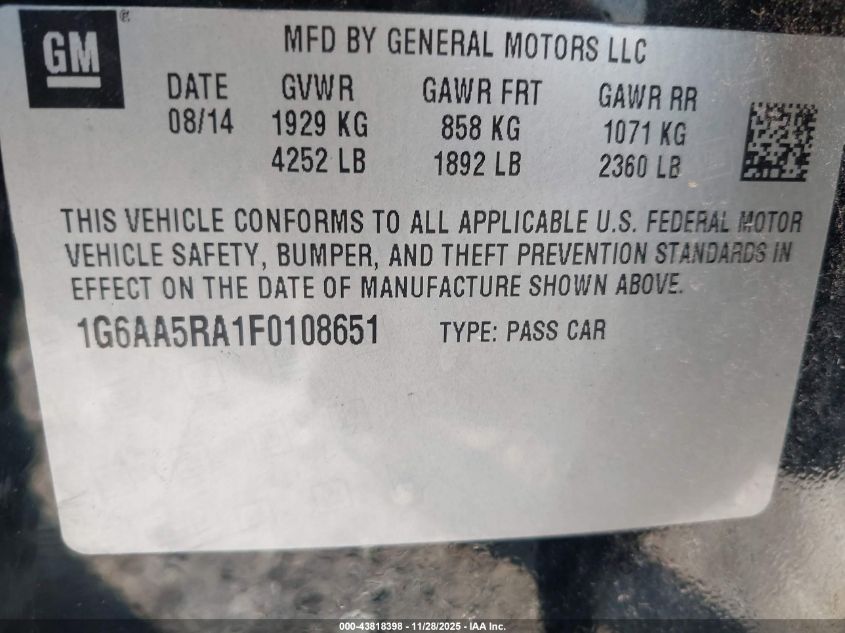 GM®
MFD BY GENERAL MOTORS LLC
DATE GVWR GAWR FRT GAWR RR
08/14 1929 KG 858 KG 1071 KG
4252 LB 1892 LB 2360 LB
THIS VEHICLE CONFORMS TO ALL APPLICABLE U.S. FEDERAL MOTOR
VEHICLE SAFETY, BUMPER, AND THEFT PREVENTION STANDARDS IN
EFFECT ON THE DATE OF MANUFACTURE SHOWN ABOVE.
1G6AA5RA1F0108651 TYPE: PASS CAR
000-43818398 - 11/28/2025 - IAA Inc.